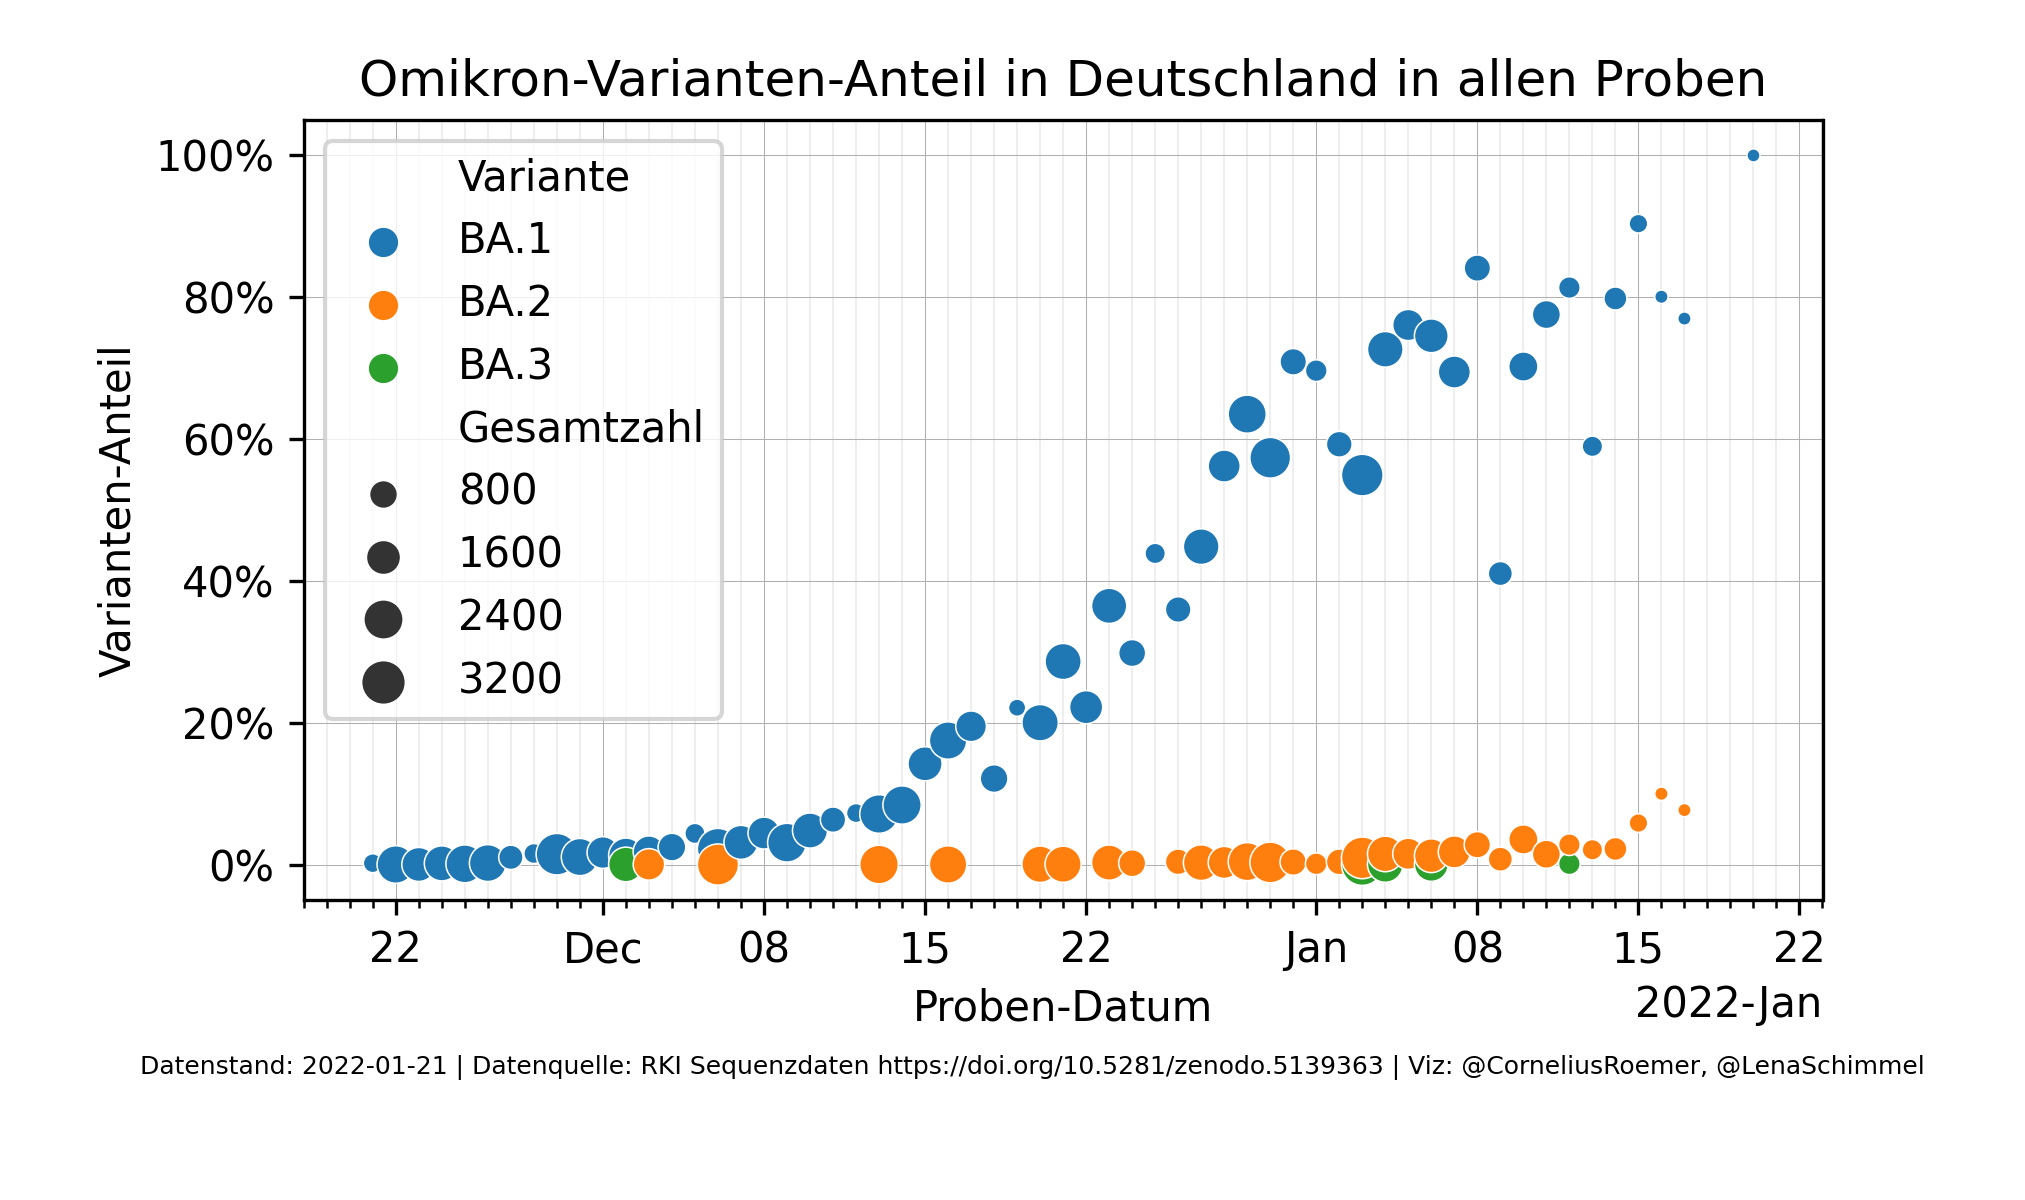 Omikron-Varianten-Anteil in Deutschland in allen Proben
Varianten-Anteil
100%
80%
60%
40%
20%
0%
Variante
BA.1
BA.2
BA.3
Gesamtzahl
800
1600
2400
3200
22 Dec 08 15 22 Jan 08 15 22
Proben-Datum
2022-Jan
Datenstand: 2022-01-21 | Datenquelle: RKI Sequenzdaten https://doi.org/10.5281/zenodo.5139363 | Viz: @CorneliusRoemer, @LenaSchimmel